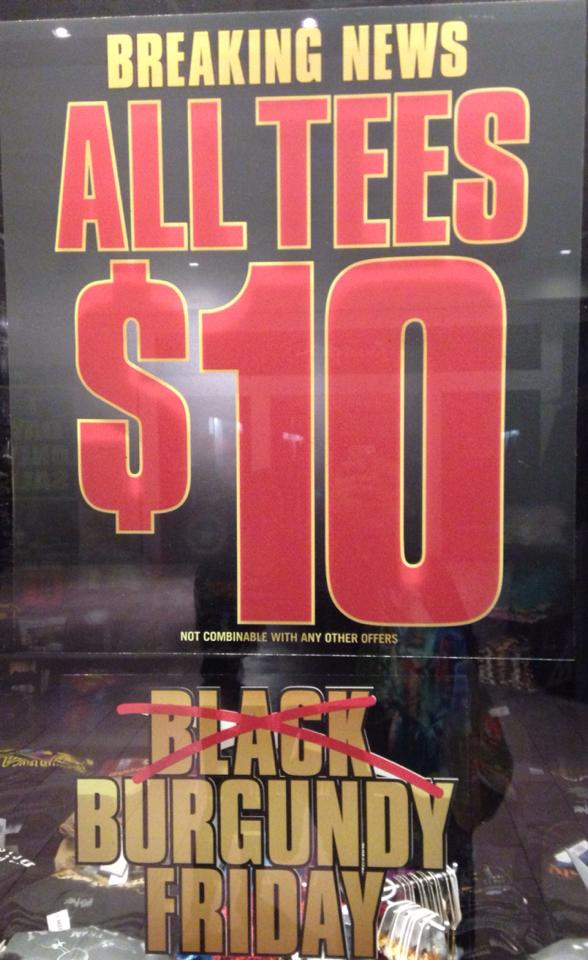 BREAKING NEWS
ALL TEES
$10
NOT COMBINABLE WITH ANY OTHER OFFERS
BLACK
BURGUNDY
FRIDAY